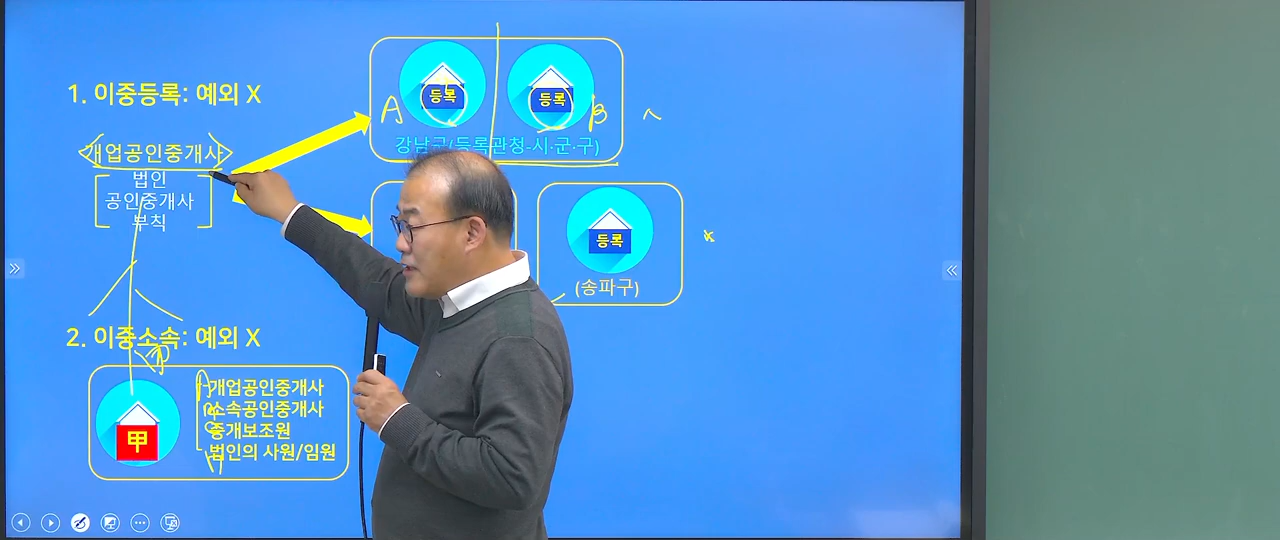 1. 이중등록: 예외 X
개업공인중개사
법인
공인중개사
부칙
A
등록
등록
B
강남구(등록관청-시·군·구)
등록
(송파구)
2. 이중소속: 예외 X
甲
개업공인중개사
소속공인중개사
중개보조원
법인의 사원/임원